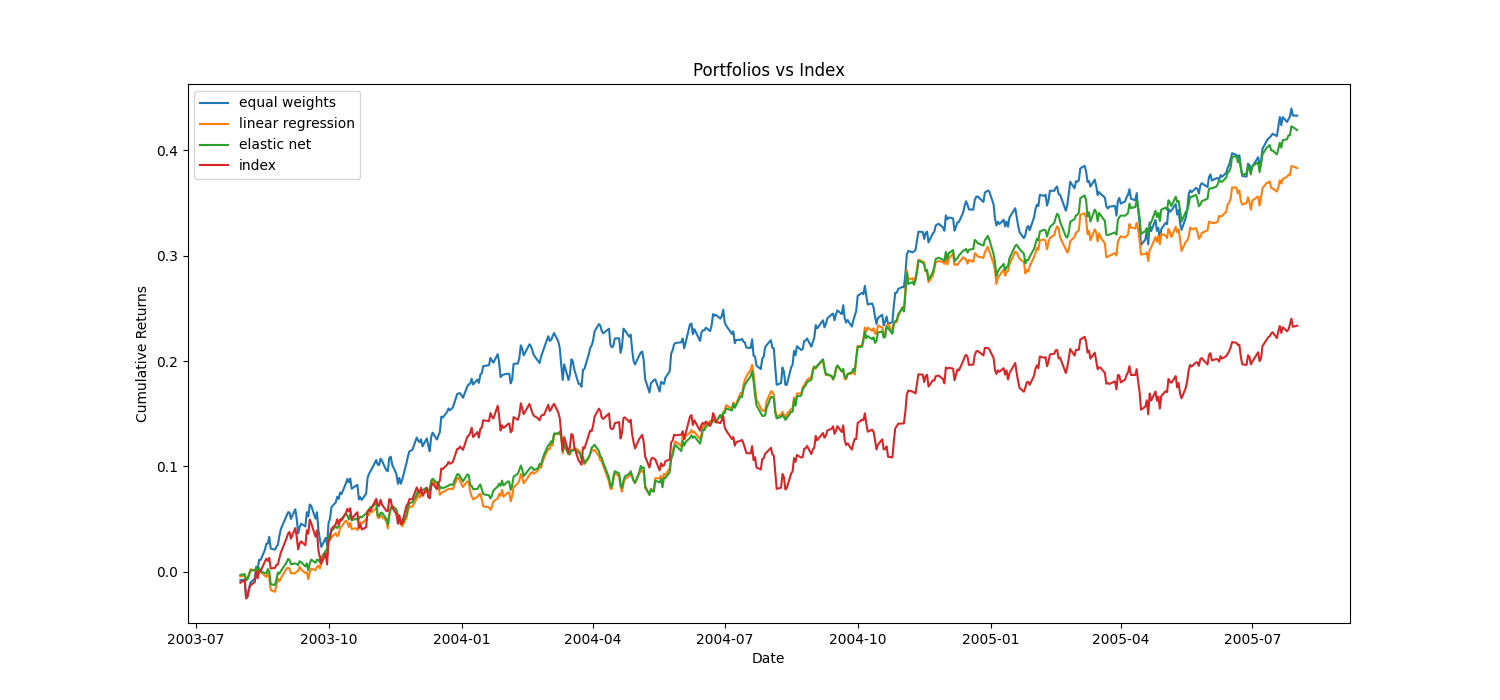 Portfolios vs Index
equal weights
linear regression
elastic net
index
Cumulative Returns
0.4
0.3
0.2
0.1
0.0
2003-07 2003-10 2004-01 2004-04 2004-07 2004-10 2005-01 2005-04 2005-07
Date